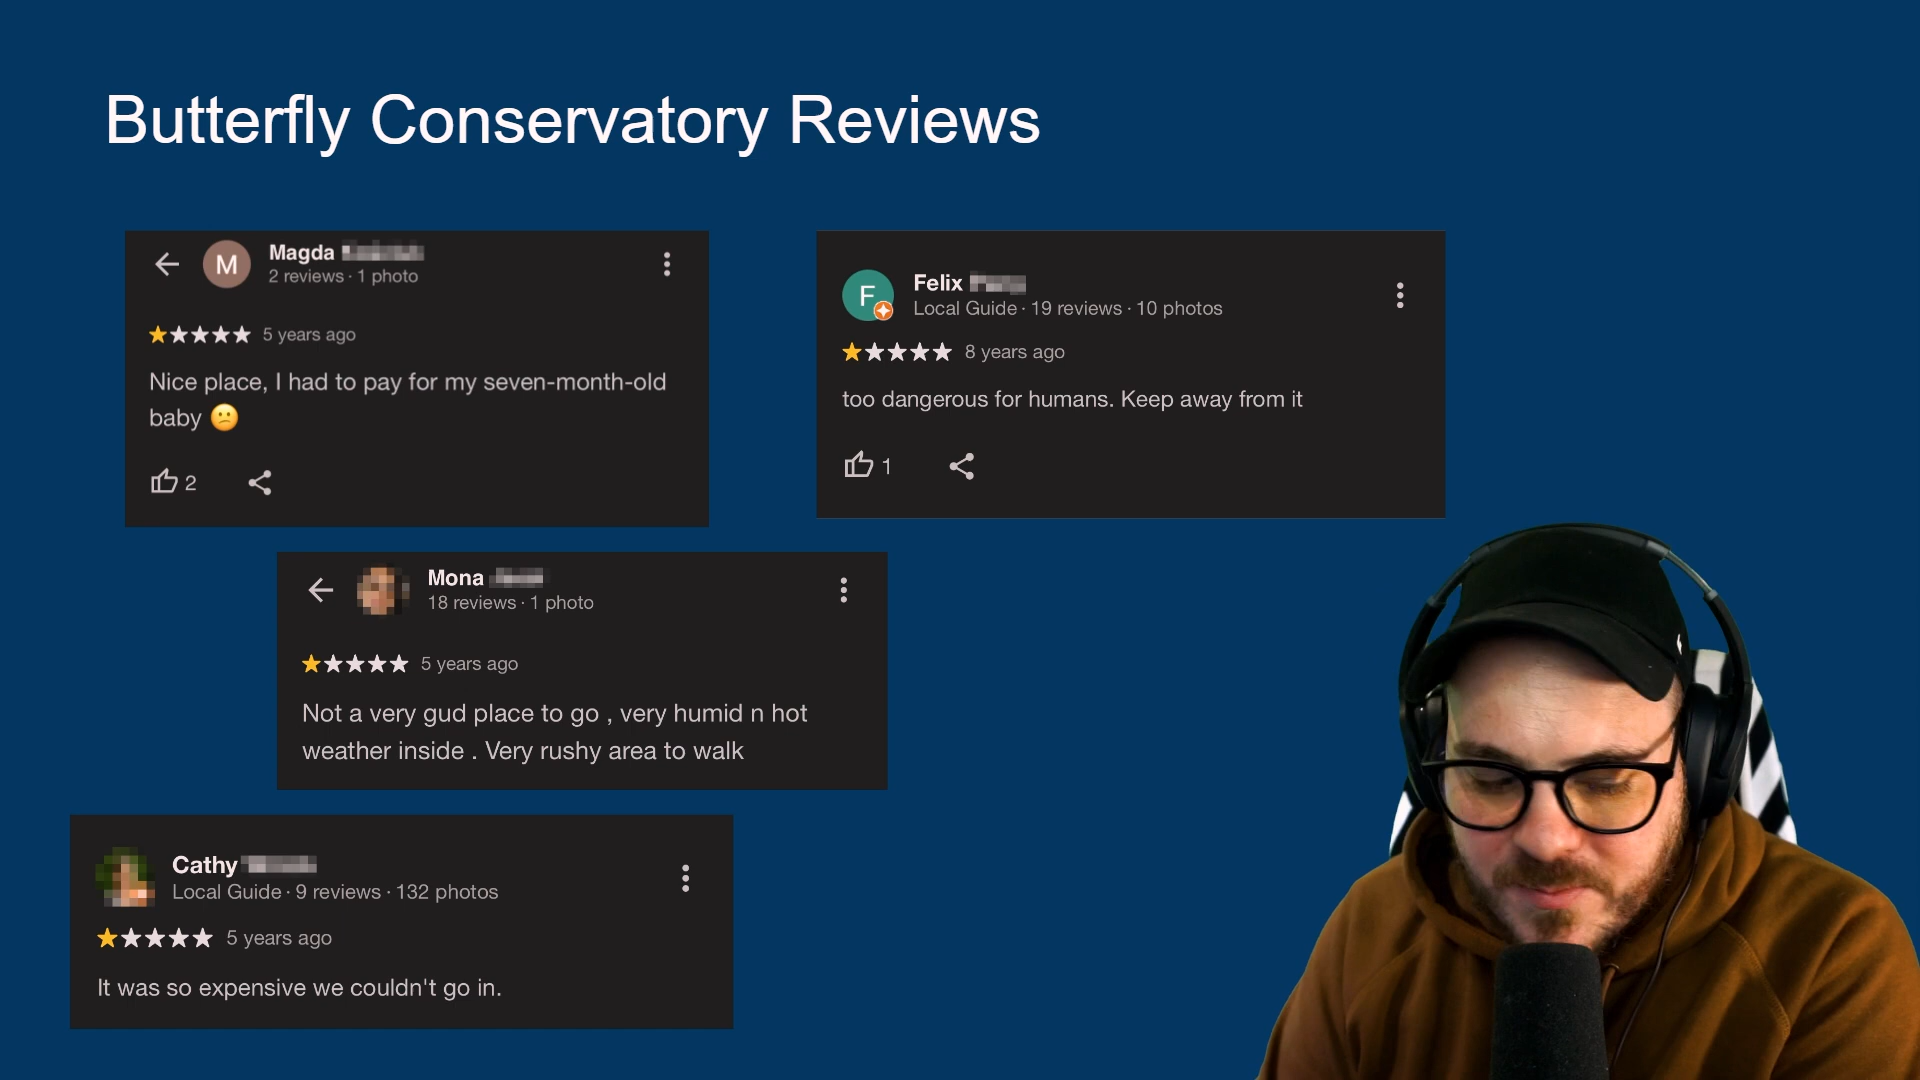 Butterfly Conservatory Reviews
M
Magda
2 reviews · 1 photo
5 years ago
Nice place, I had to pay for my seven-month-old
baby 😕
2
F
Felix
Local Guide · 19 reviews · 10 photos
8 years ago
too dangerous for humans. Keep away from it
1
Mona
18 reviews · 1 photo
5 years ago
Not a very gud place to go , very humid n hot
weather inside . Very rushy area to walk
Cathy
Local Guide · 9 reviews · 132 photos
5 years ago
It was so expensive we couldn't go in.